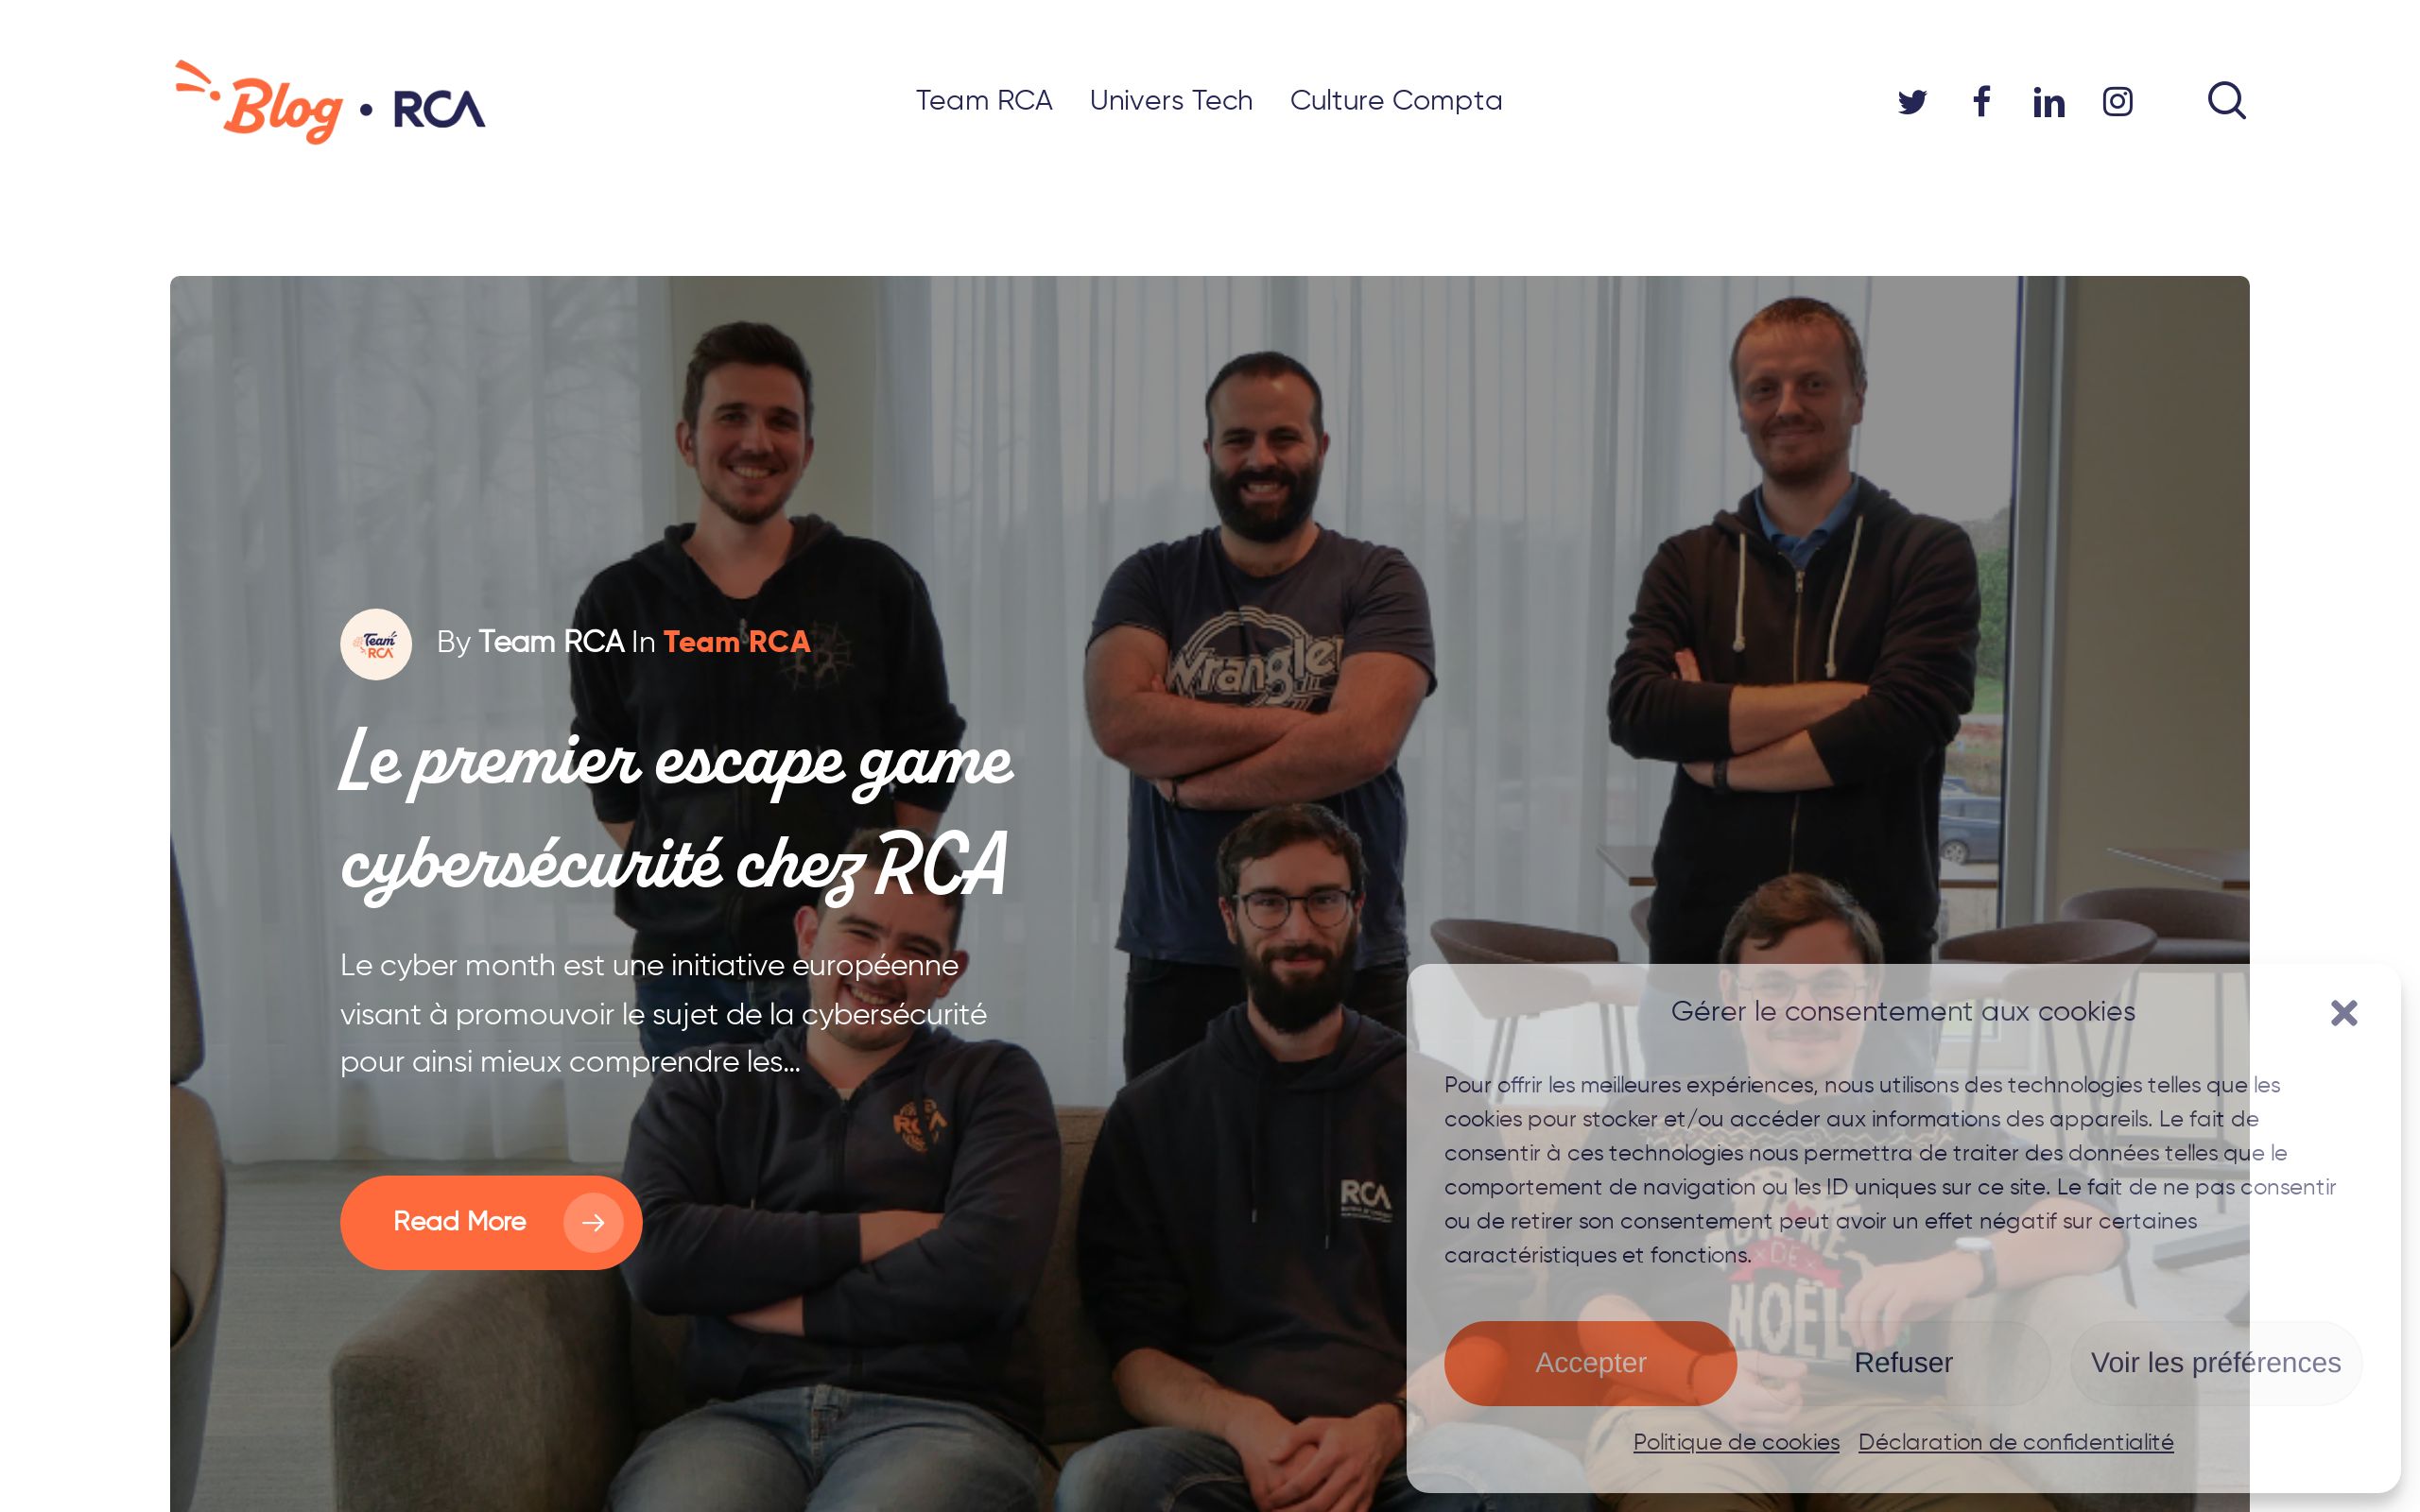 Blog • RCA
Team RCA Univers Tech Culture Compta
Team RCA
By Team RCA In Team RCA
Le premier escape game
cybersécurité chez RCA
Le cyber month est une initiative européenne
visant à promouvoir le sujet de la cybersécurité
pour ainsi mieux comprendre les...
Read More
Wrangler
RCA
RCA
Gérer le consentement aux cookies
Pour offrir les meilleures expériences, nous utilisons des technologies telles que les
cookies pour stocker et/ou accéder aux informations des appareils. Le fait de
consentir à ces technologies nous permettra de traiter des données telles que le
comportement de navigation ou les ID uniques sur ce site. Le fait de ne pas consentir
ou de retirer son consentement peut avoir un effet négatif sur certaines
caractéristiques et fonctions.
DE
NOËL
Accepter Refuser Voir les préférences
Politique de cookies Déclaration de confidentialité